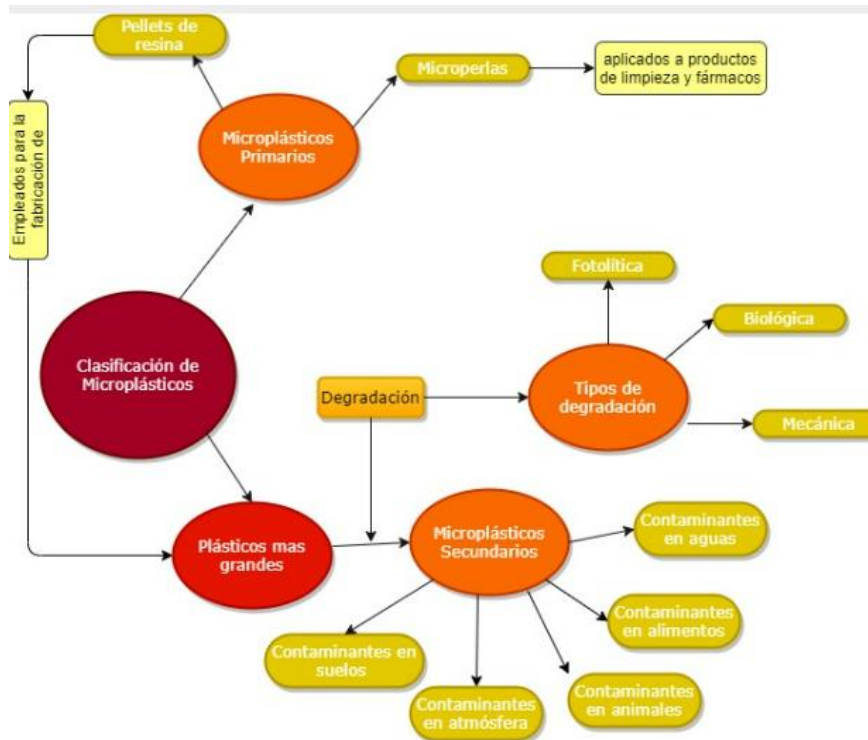 Pellets de
resina
Microperlas
aplicados a productos
de limpieza y fármacos
Empleados para la
fabricación de
Microplásticos
Primarios
Fotolítica
Biológica
Clasificación de
Microplásticos
Degradación
Tipos de
degradación
Mecánica
Plásticos mas
grandes
Microplásticos
Secundarios
Contaminantes
en aguas
Contaminantes
en alimentos
Contaminantes en
suelos
Contaminantes
en atmósfera
Contaminantes
en animales